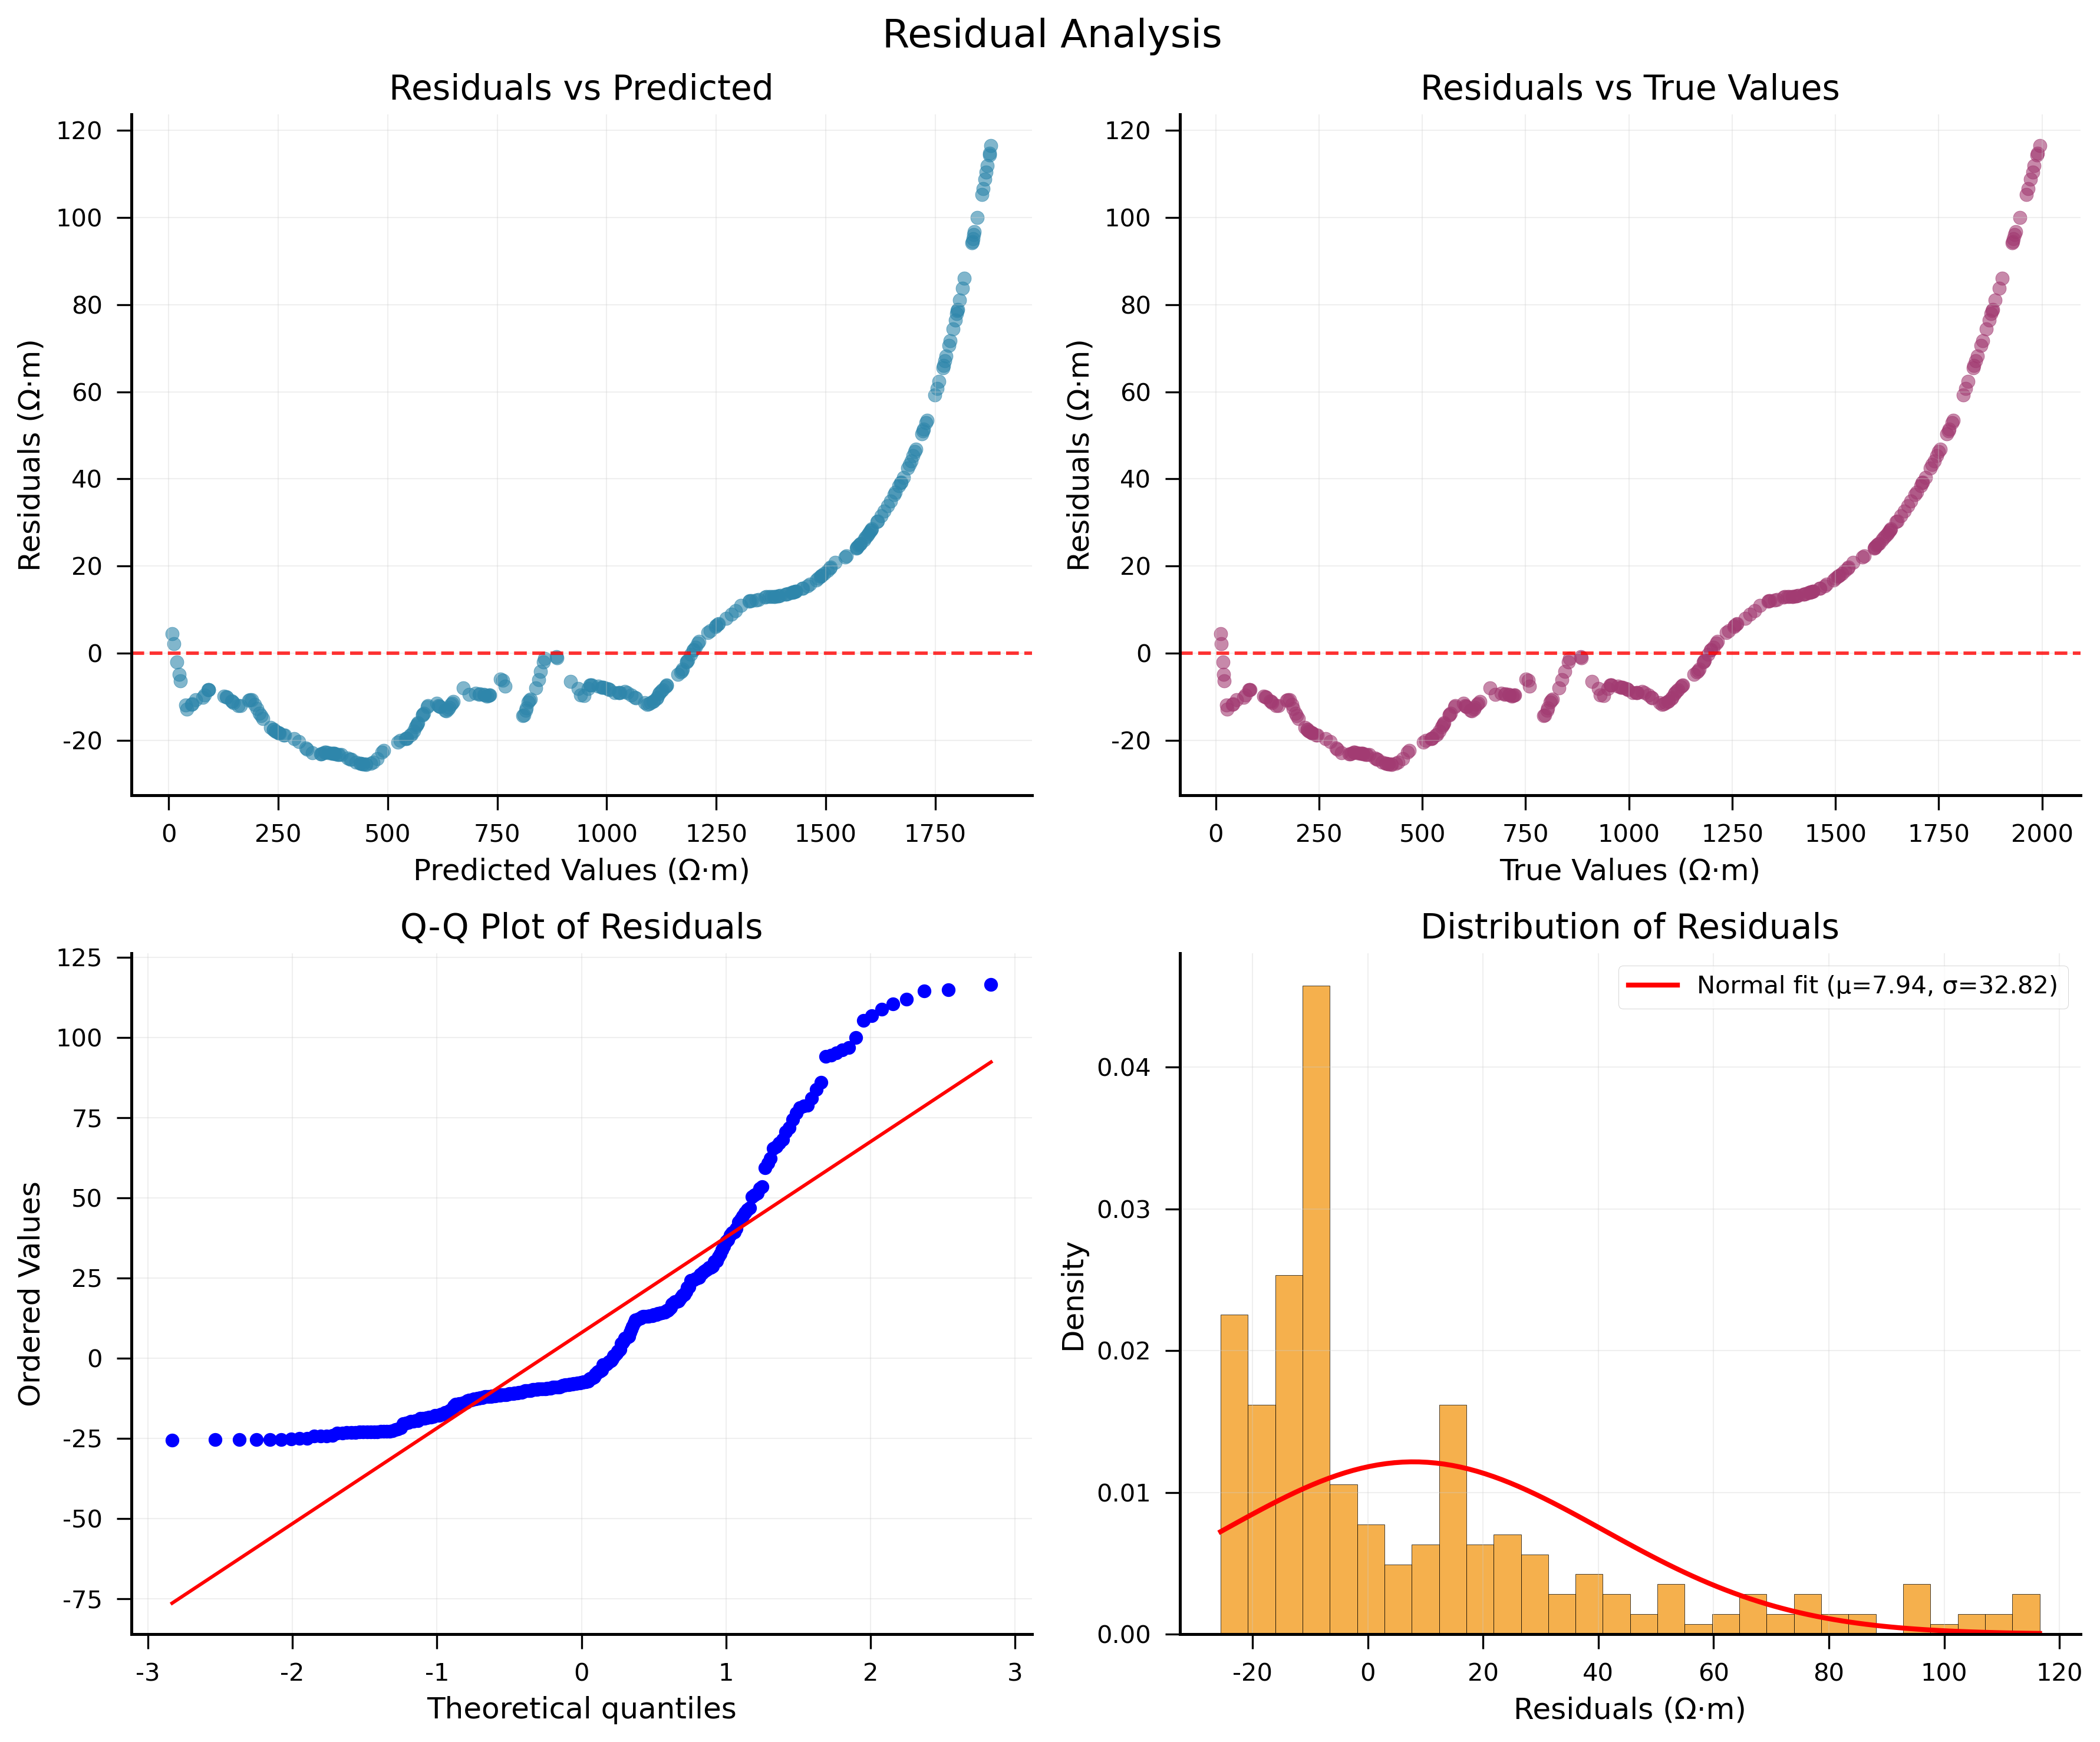 Residual Analysis
Residuals vs Predicted
120
100
80
60
40
20
0
-20
Residuals (Ω·m)
0 250 500 750 1000 1250 1500 1750
Predicted Values (Ω·m)
Residuals vs True Values
120
100
80
60
40
20
0
-20
Residuals (Ω·m)
0 250 500 750 1000 1250 1500 1750 2000
True Values (Ω·m)
Q-Q Plot of Residuals
125
100
75
50
25
0
-25
-50
-75
Ordered Values
-3 -2 -1 0 1 2 3
Theoretical quantiles
Distribution of Residuals
Normal fit (μ=7.94, σ=32.82)
0.04
0.03
0.02
0.01
0.00
Density
-20 0 20 40 60 80 100 120
Residuals (Ω·m)